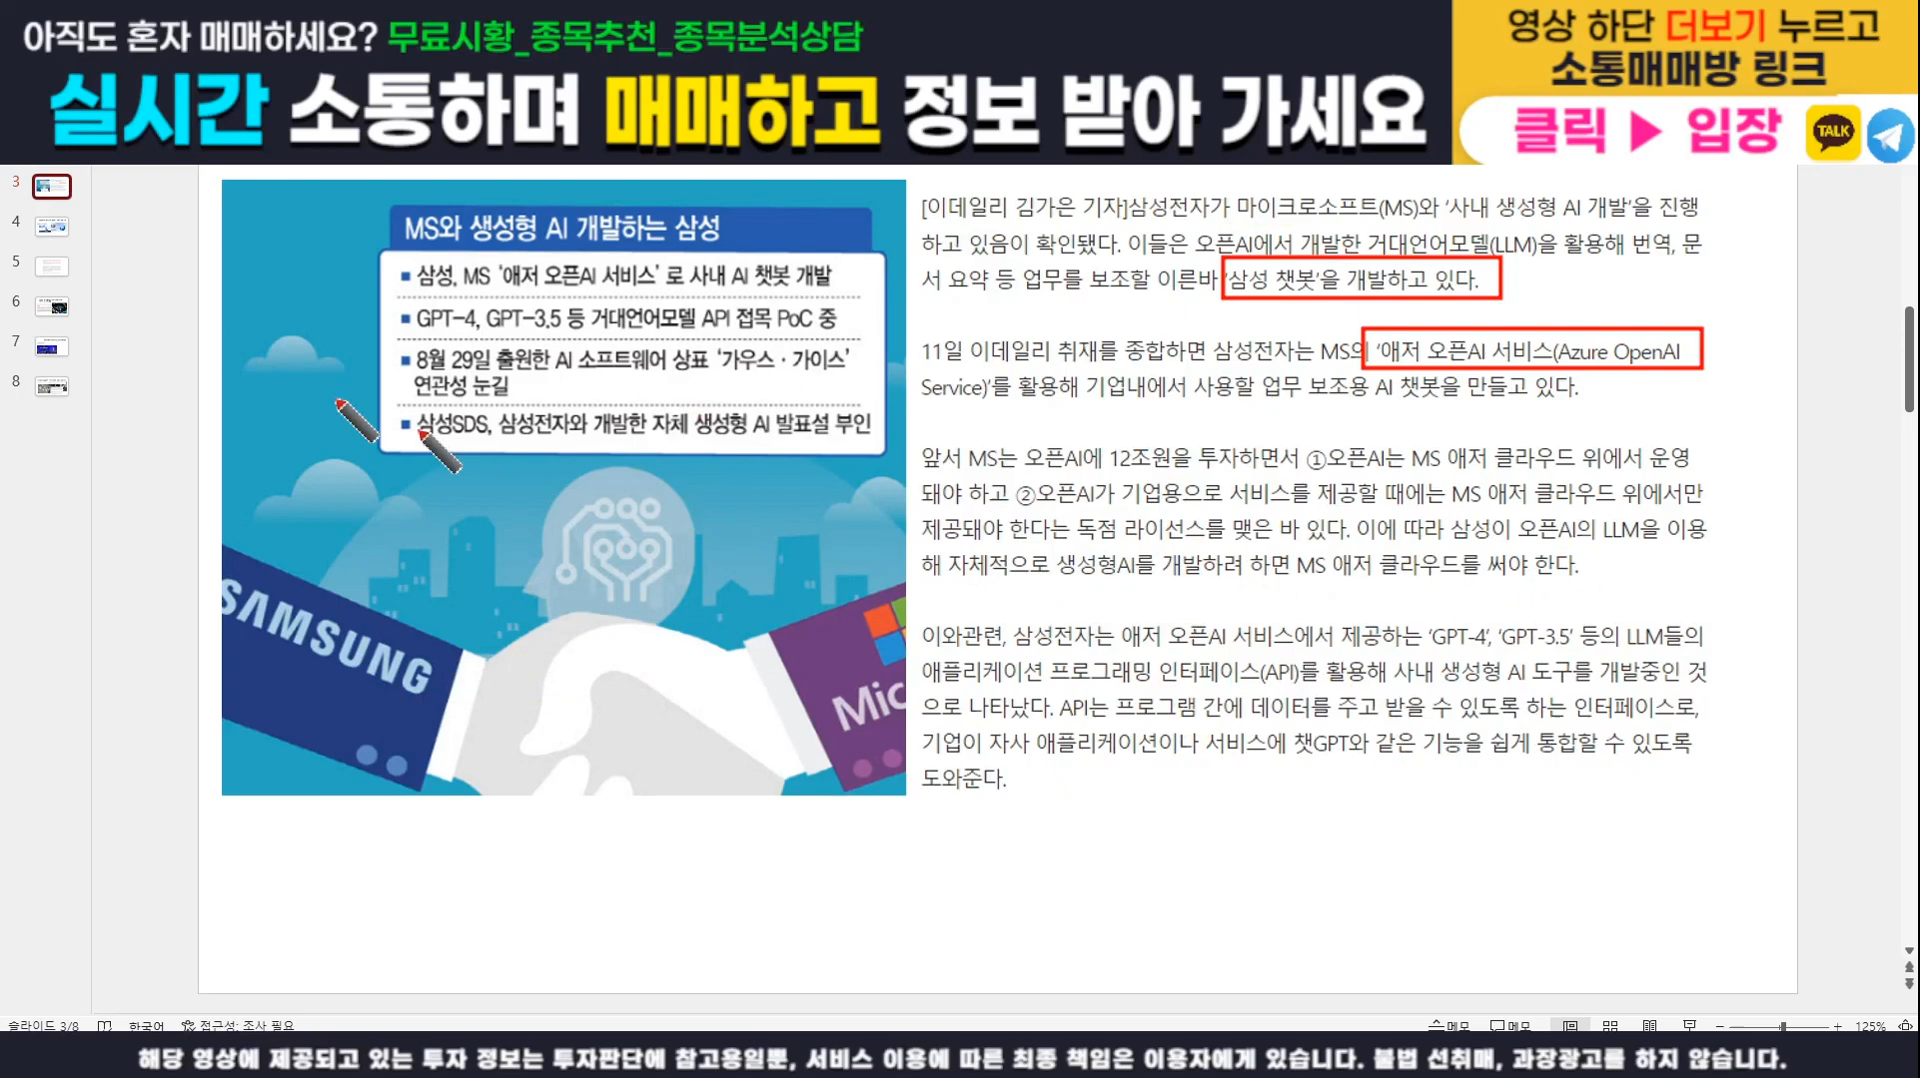 아직도 혼자 매매하세요? 무료시황_종목추천_종목분석상담
실시간 소통하며 매매하고 정보 받아 가세요
영상 하단 더보기 누르고
소통매매방 링크
클릭 ▶ 입장
TALK
3
4
5
6
7
8
MS와 생성형 AI 개발하는 삼성
■ 삼성, MS ‘애저 오픈AI 서비스’ 로 사내 AI 챗봇 개발
■ GPT-4, GPT-3.5 등 거대언어모델 API 접목 PoC 중
■ 8월 29일 출원한 AI 소프트웨어 상표 ‘가우스 · 가이스’
연관성 눈길
■ 삼성SDS, 삼성전자와 개발한 자체 생성형 AI 발표설 부인
SAMSUNG
Mic
[이데일리 김가은 기자]삼성전자가 마이크로소프트(MS)와 ‘사내 생성형 AI 개발’을 진행
하고 있음이 확인됐다. 이들은 오픈AI에서 개발한 거대언어모델(LLM)을 활용해 번역, 문
서 요약 등 업무를 보조할 이른바 ‘삼성 챗봇’을 개발하고 있다.
11일 이데일리 취재를 종합하면 삼성전자는 MS의 ‘애저 오픈AI 서비스(Azure OpenAI
Service)’를 활용해 기업내에서 사용할 업무 보조용 AI 챗봇을 만들고 있다.
앞서 MS는 오픈AI에 12조원을 투자하면서 ①오픈AI는 MS 애저 클라우드 위에서 운영
돼야 하고 ②오픈AI가 기업용으로 서비스를 제공할 때에는 MS 애저 클라우드 위에서만
제공돼야 한다는 독점 라이선스를 맺은 바 있다. 이에 따라 삼성이 오픈AI의 LLM을 이용
해 자체적으로 생성형AI를 개발하려 하면 MS 애저 클라우드를 써야 한다.
이와관련, 삼성전자는 애저 오픈AI 서비스에서 제공하는 ‘GPT-4’, ‘GPT-3.5’ 등의 LLM들의
애플리케이션 프로그래밍 인터페이스(API)를 활용해 사내 생성형 AI 도구를 개발중인 것
으로 나타났다. API는 프로그램 간에 데이터를 주고 받을 수 있도록 하는 인터페이스로,
기업이 자사 애플리케이션이나 서비스에 챗GPT와 같은 기능을 쉽게 통합할 수 있도록
도와준다.
슬라이드 3/8 한국어 접근성: 조사 필요 메모 메모 125%
해당 영상에 제공되고 있는 투자 정보는 투자판단에 참고용일뿐, 서비스 이용에 따른 최종 책임은 이용자에게 있습니다. 불법 선취매, 과장광고를 하지 않습니다.